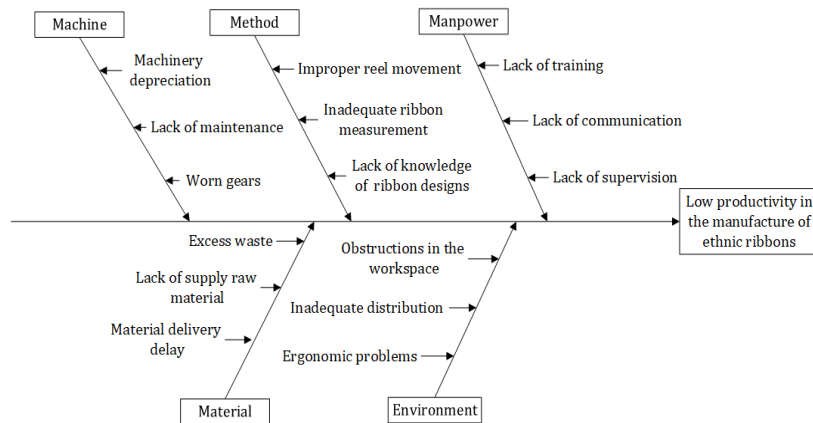 Machine
Method
Manpower
Machinery
depreciation
Lack of maintenance
Worn gears
Improper reel movement
Inadequate ribbon
measurement
Lack of knowledge
of ribbon designs
Lack of training
Lack of communication
Lack of supervision
Low productivity in
the manufacture of
ethnic ribbons
Excess waste
Lack of supply raw
material
Material delivery
delay
Obstructions in the
workspace
Inadequate distribution
Ergonomic problems
Material
Environment